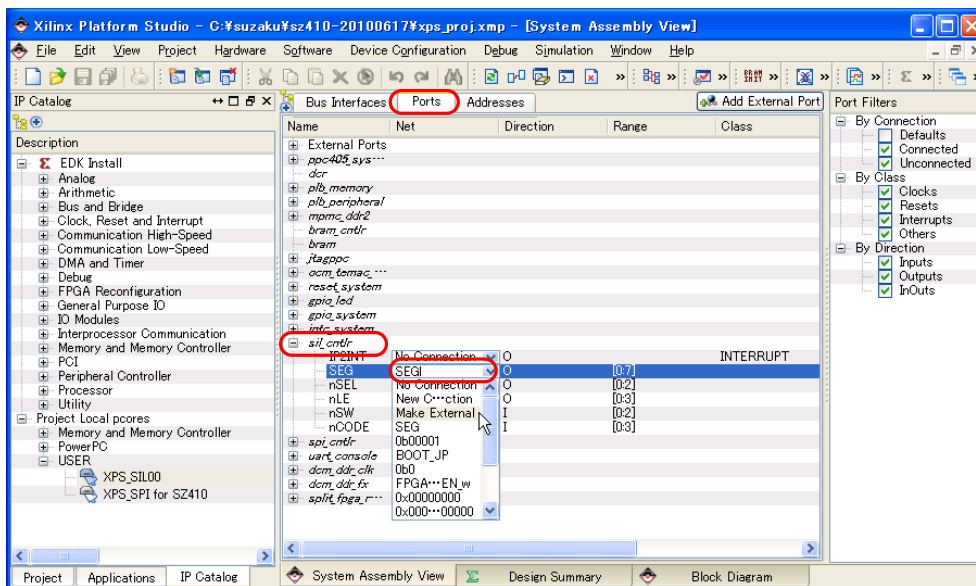 Xilinx Platform Studio - C:¥suzaku¥sz410-20100617¥xps_proj.xmp - [System Assembly View]
File Edit View Project Hardware Software Device Configuration Debug Simulation Window Help
IP Catalog
Description
EDK Install
Analog
Arithmetic
Bus and Bridge
Clock, Reset and Interrupt
Communication High-Speed
Communication Low-Speed
DMA and Timer
Debug
FPGA Reconfiguration
General Purpose IO
IO Modules
Interprocessor Communication
Memory and Memory Controller
PCI
Peripheral Controller
Processor
Utility
Project Local pcores
Memory and Memory Controller
PowerPC
USER
XPS_SIL00
XPS_SPI for SZ410
Project Applications IP Catalog
Bus Interfaces Ports Addresses Add External Port
Name Net Direction Range Class
External Ports
ppc405_sys…
dcr
plb_memory
plb_peripheral
mpmc_ddr2
bram_cntlr
bram
jtagppc
ocm_temac_…
reset_system
gpio_led
gpio_system
intc_system
sil_cntlr
IP2INT No Connection O INTERRUPT
SEG SEG O [0:7]
nSEL No Connection O [0:2]
nLE New C…ction O [0:3]
nSW Make External I [0:2]
nCODE SEG I [0:3]
spi_cntlr 0b00001
uart_console BOOT_JP
dcm_ddr_clk 0b0
dcm_ddr_fx FPGA…EN_w
split_fpga_r… 0x00000000
0x000…00000
System Assembly View Design Summary Block Diagram
Port Filters
By Connection
Defaults
Connected
Unconnected
By Class
Clocks
Resets
Interrupts
Others
By Direction
Inputs
Outputs
InOuts